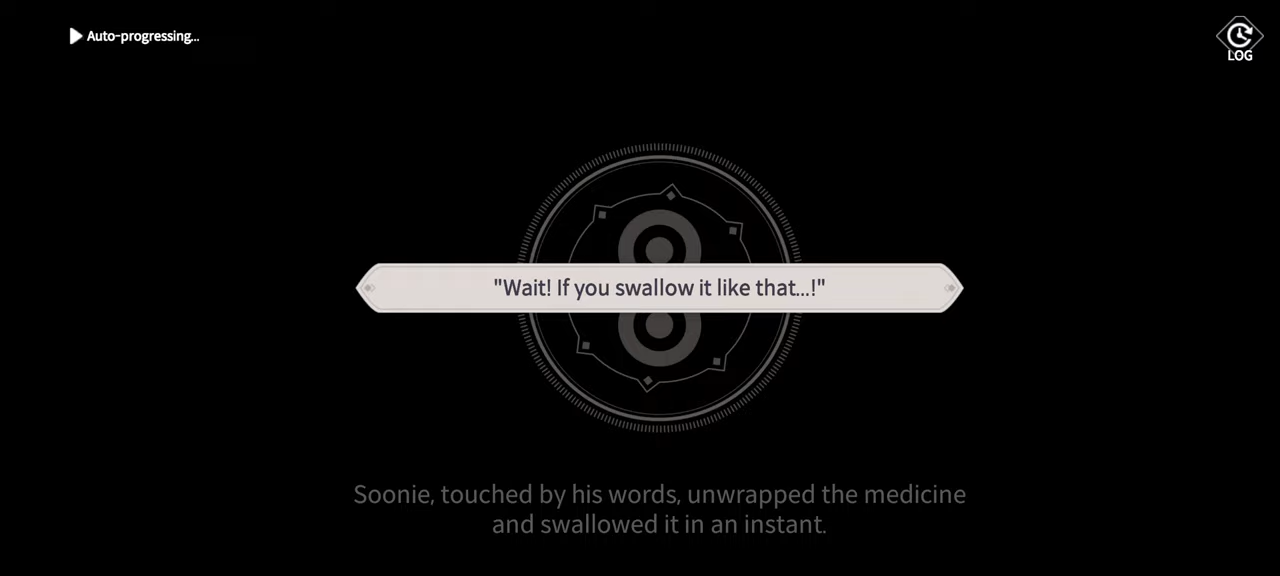 Auto-progressing...
LOG
"Wait! If you swallow it like that...!"
Soonie, touched by his words, unwrapped the medicine
and swallowed it in an instant.